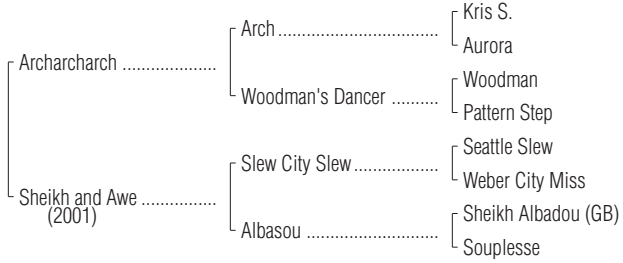 Kris S.
Arch
Aurora
Archarcharch
Woodman
Woodman's Dancer
Pattern Step
Seattle Slew
Slew City Slew
Weber City Miss
Sheikh and Awe
(2001)
Sheikh Albadou (GB)
Albasou
Souplesse